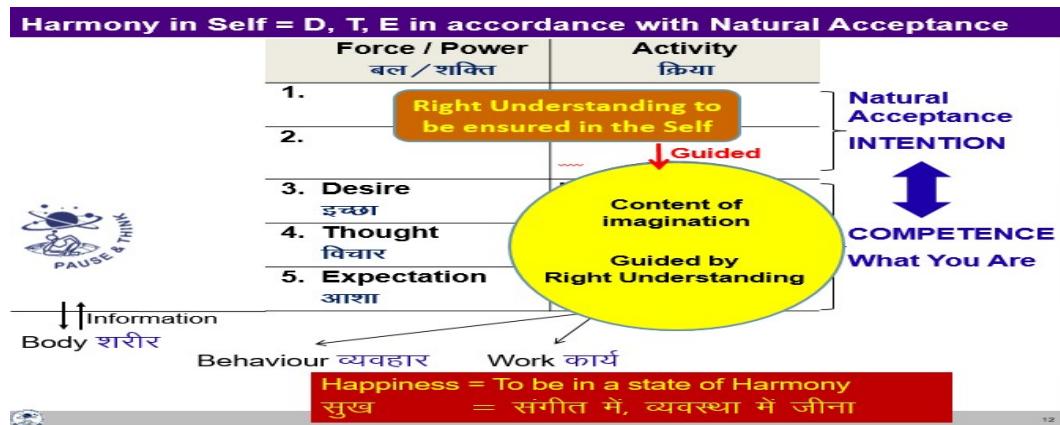 Harmony in Self = D, T, E in accordance with Natural Acceptance
Force / Power
बल / शक्ति
Activity
क्रिया
1.
Right Understanding to
be ensured in the Self
2.
Guided
Natural
Acceptance
INTENTION
3. Desire
इच्छा
4. Thought
विचार
5. Expectation
आशा
Content of
imagination
Guided by
Right Understanding
COMPETENCE
What You Are
PAUSE & THINK
Information
Body शरीर
Behaviour व्यवहार
Work कार्य
Happiness = To be in a state of Harmony
सुख = संगीत में, व्यवस्था में जीना
12